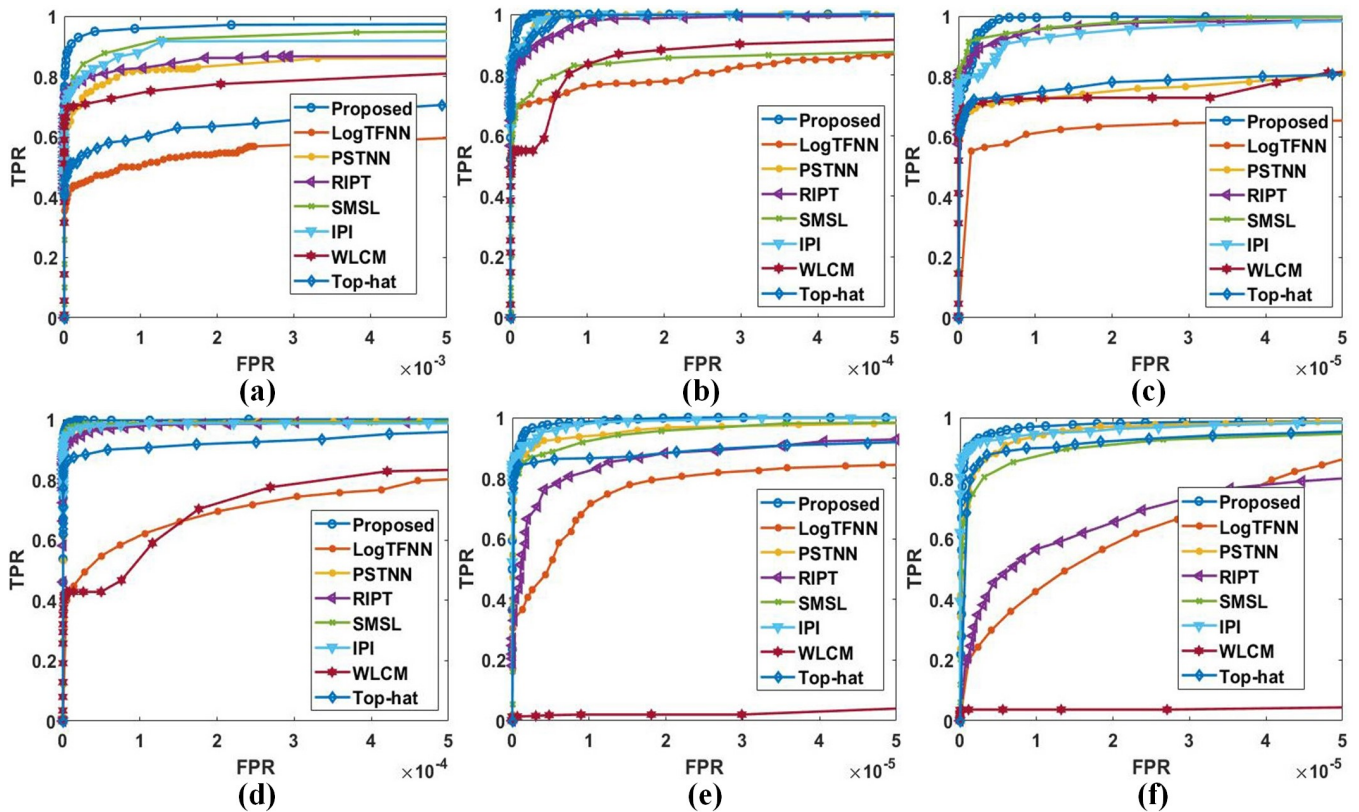 1
0.8
0.6
0.4
0.2
0
TPR
0 1 2 3 4 5
FPR
×10⁻³
Proposed
LogTFNN
PSTNN
RIPT
SMSL
IPI
WLCM
Top-hat
(a)
1
0.8
0.6
0.4
0.2
0
TPR
0 1 2 3 4 5
FPR
×10⁻⁴
Proposed
LogTFNN
PSTNN
RIPT
SMSL
IPI
WLCM
Top-hat
(b)
1
0.8
0.6
0.4
0.2
0
TPR
0 1 2 3 4 5
FPR
×10⁻⁵
Proposed
LogTFNN
PSTNN
RIPT
SMSL
IPI
WLCM
Top-hat
(c)
1
0.8
0.6
0.4
0.2
0
TPR
0 1 2 3 4 5
FPR
×10⁻⁴
Proposed
LogTFNN
PSTNN
RIPT
SMSL
IPI
WLCM
Top-hat
(d)
1
0.8
0.6
0.4
0.2
0
TPR
0 1 2 3 4 5
FPR
×10⁻⁵
Proposed
LogTFNN
PSTNN
RIPT
SMSL
IPI
WLCM
Top-hat
(e)
1
0.8
0.6
0.4
0.2
0
TPR
0 1 2 3 4 5
FPR
×10⁻⁵
Proposed
LogTFNN
PSTNN
RIPT
SMSL
IPI
WLCM
Top-hat
(f)